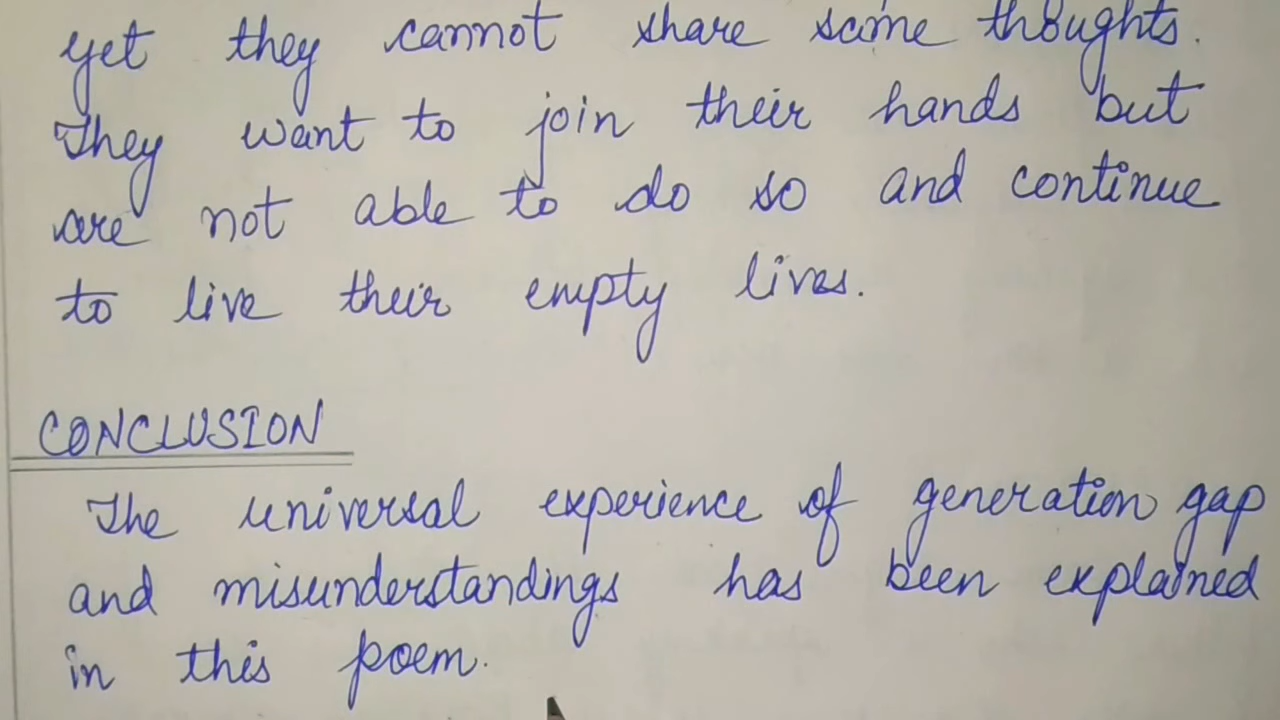 yet they cannot share same thoughts.
They want to join their hands but
are not able to do so and continue
to live their empty lives.
CONCLUSION
The universal experience of generation gap
and misunderstandings has been explained
in this poem.